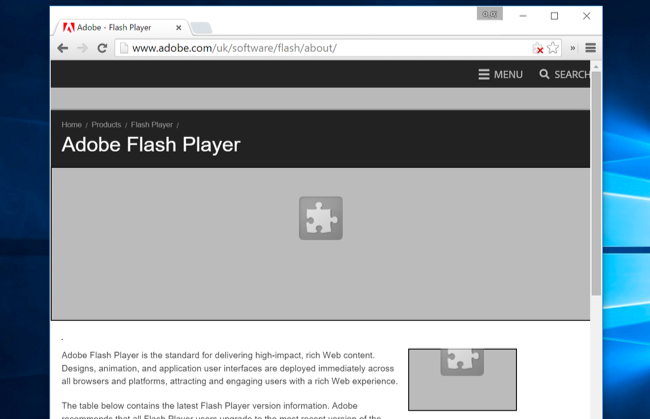 Adobe - Flash Player
www.adobe.com/uk/software/flash/about/
MENU
SEARCH
Home / Products / Flash Player /
Adobe Flash Player
Adobe Flash Player is the standard for delivering high-impact, rich Web content.
Designs, animation, and application user interfaces are deployed immediately across
all browsers and platforms, attracting and engaging users with a rich Web experience.
The table below contains the latest Flash Player version information. Adobe
recommends that all Flash Player users upgrade to the most recent version of the